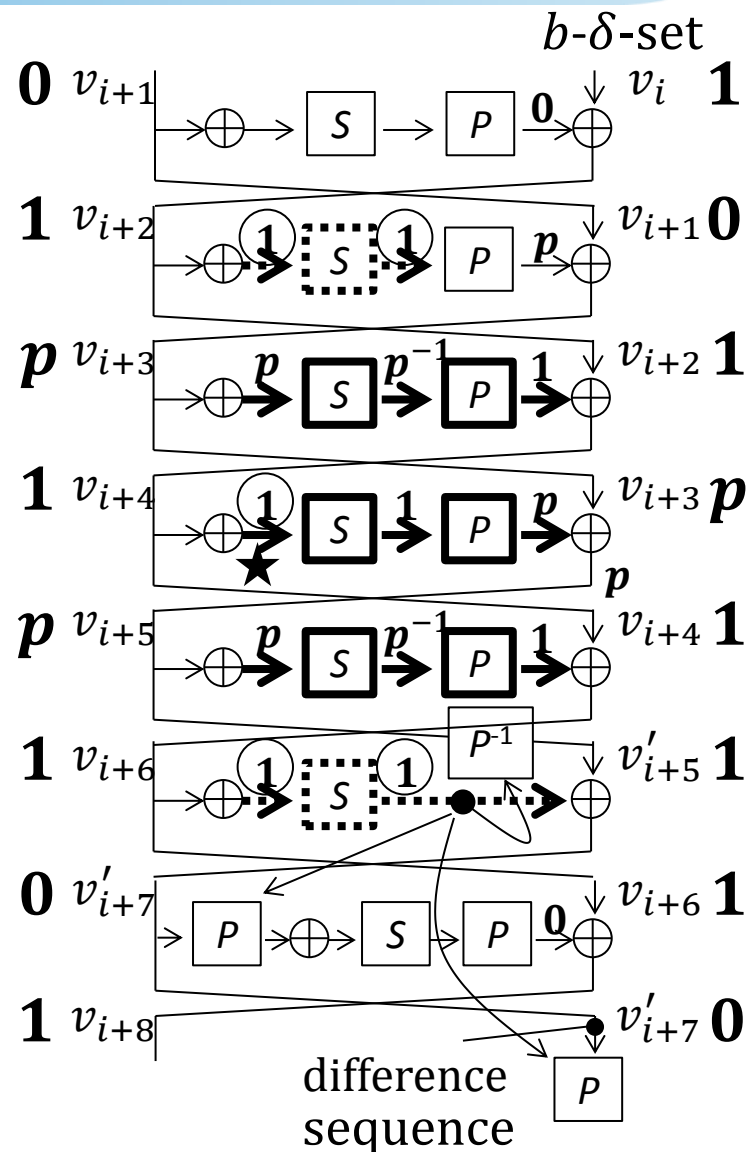 b-δ-set
0 v_{i+1} S P 0 v_i 1
1 v_{i+2} 1 S 1 P p v_{i+1} 0
p v_{i+3} p S p^{-1} P 1 v_{i+2} 1
1 v_{i+4} 1 S 1 P p v_{i+3} p
★ p
p v_{i+5} p S p^{-1} P 1 v_{i+4} 1
P^{-1}
1 v_{i+6} 1 S 1 v'_{i+5} 1
0 v'_{i+7} P S P 0 v_{i+6} 1
1 v_{i+8} v'_{i+7} 0
difference P
sequence